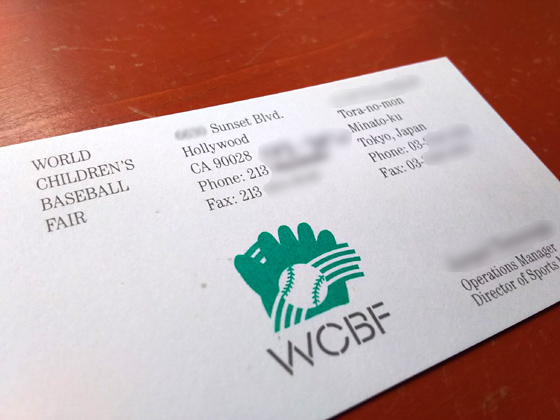 WORLD
CHILDREN'S
BASEBALL
FAIR
Sunset Blvd.
Hollywood
CA 90028
Phone: 213
Fax: 213
Tora-no-mon
Minato-ku
Tokyo, Japan
Phone: 03-
Fax: 03-
WCBF
Operations Manager
Director of Sports